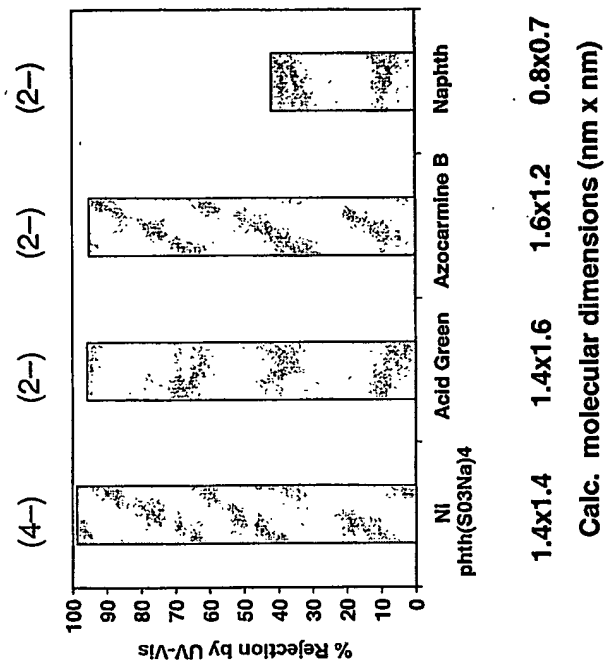 (4–) (2–) (2–) (2–)
% Rejection by UV-Vis
100
90
80
70
60
50
40
30
20
10
0
Ni
phth(S03Na)4
Acid Green
Azocarmine B
Naphth
1.4x1.4 1.4x1.6 1.6x1.2 0.8x0.7
Calc. molecular dimensions (nm x nm)